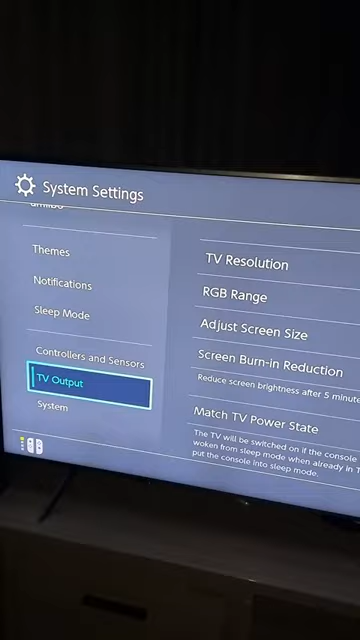 System Settings
amiibo
Themes
Notifications
Sleep Mode
Controllers and Sensors
TV Output
System
TV Resolution
RGB Range
Adjust Screen Size
Screen Burn-in Reduction
Reduce screen brightness after 5 minute
Match TV Power State
The TV will be switched on if the console
woken from sleep mode when already in T
put the console into sleep mode.